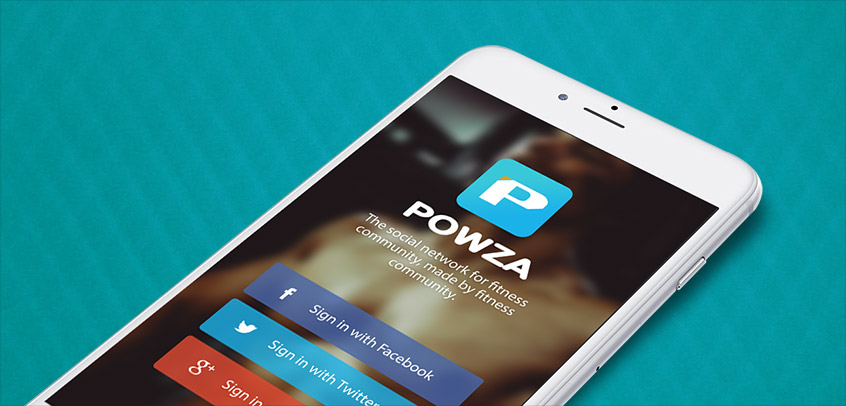 P
POWZA
The social network for fitness
community, made by fitness
community.
f Sign in with Facebook
Sign in with Twitter
g+ Sign in